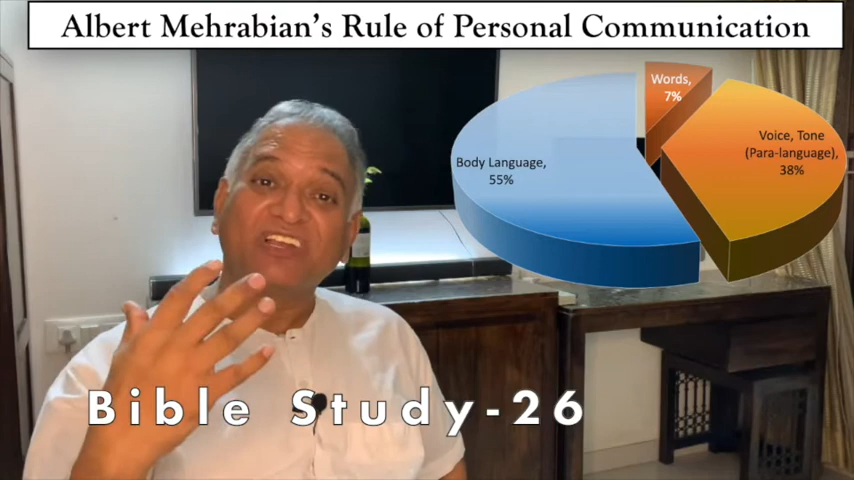 Albert Mehrabian's Rule of Personal Communication
Words,
7%
Voice, Tone
(Para-language),
38%
Body Language,
55%
Bible Study-26